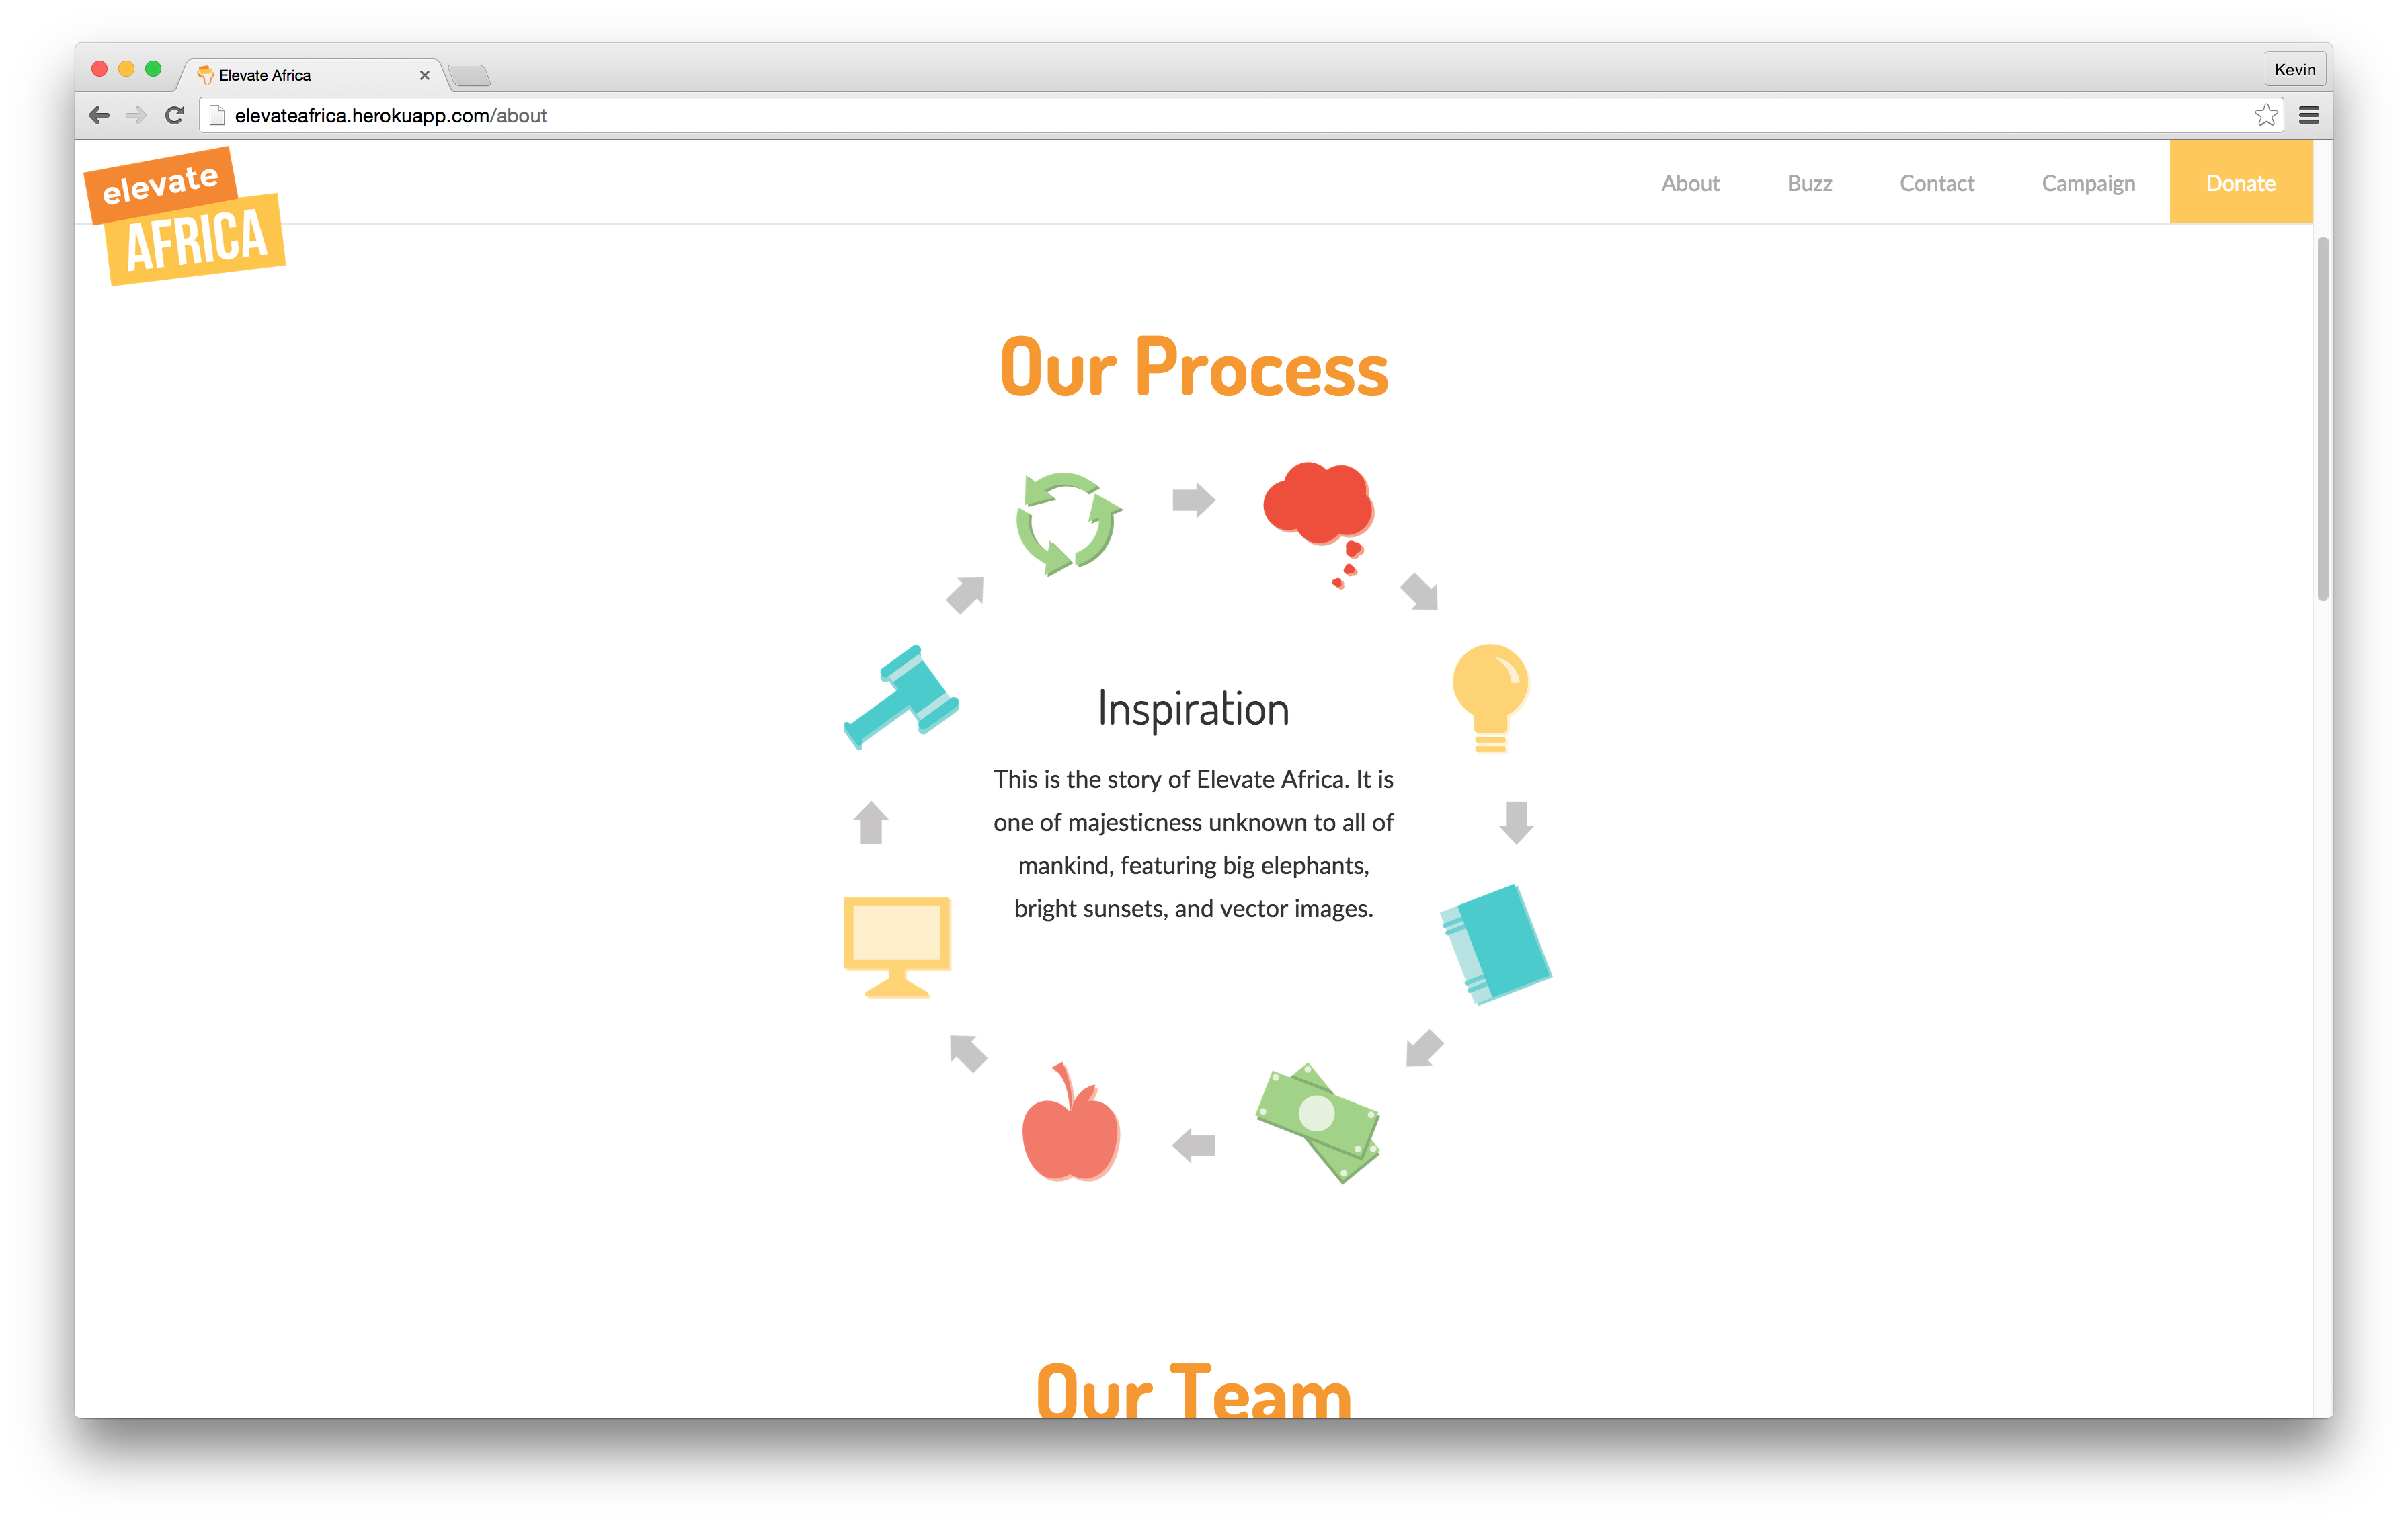 Elevate Africa
Kevin
elevateafrica.herokuapp.com/about
elevate
AFRICA
About Buzz Contact Campaign Donate
Our Process
Inspiration
This is the story of Elevate Africa. It is
one of majesticness unknown to all of
mankind, featuring big elephants,
bright sunsets, and vector images.
Our Team